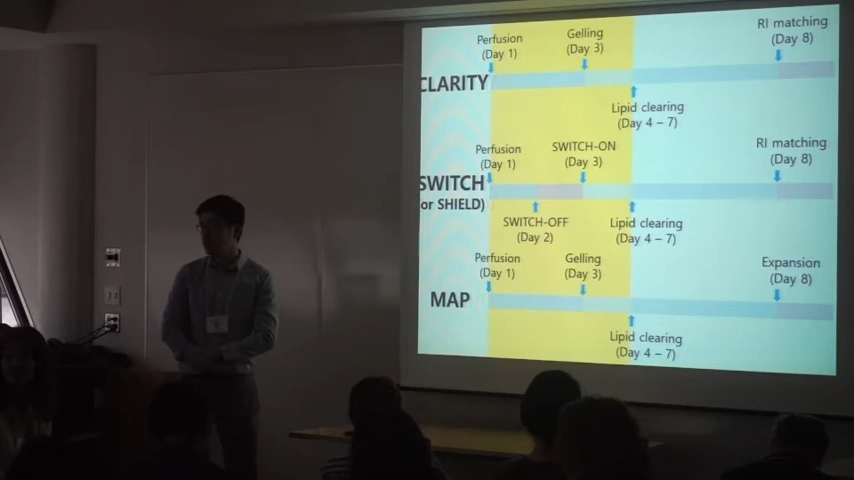 Perfusion
(Day 1)
Gelling
(Day 3)
RI matching
(Day 8)
CLARITY
Lipid clearing
(Day 4 – 7)
Perfusion
(Day 1)
SWITCH-ON
(Day 3)
RI matching
(Day 8)
SWITCH
(or SHIELD)
SWITCH-OFF
(Day 2)
Lipid clearing
(Day 4 – 7)
Perfusion
(Day 1)
Gelling
(Day 3)
Expansion
(Day 8)
MAP
Lipid clearing
(Day 4 – 7)